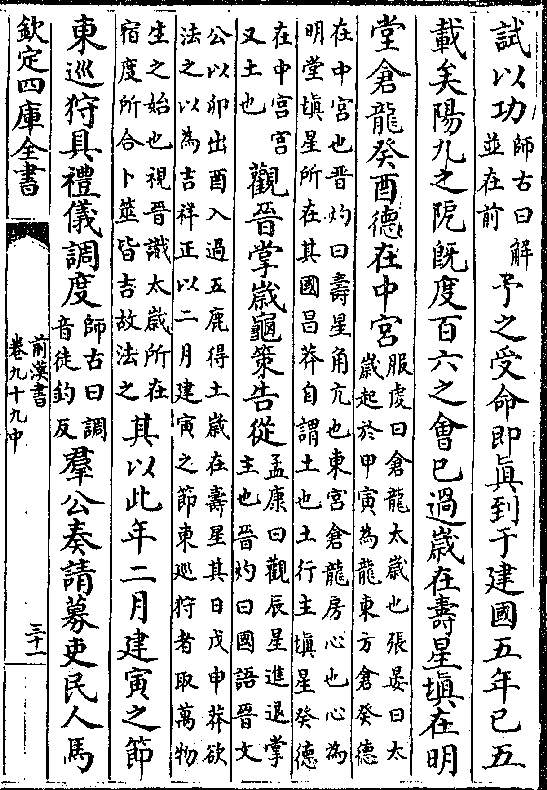 試以功師古曰解並在前予之受命即眞到于建國五年已五
載矣陽九之阸既度百六之會已過歲在壽星塡在明
堂倉龍癸酉德在中宮服虔曰倉龍太歲也張晏曰太歲起於甲寅為龍東方倉癸德
在中宮也晉灼曰壽星角亢也東宮倉龍房心也心為明堂塡星所在其國昌莽自謂土也土行主塡星癸德
在中宮宮又土也觀晉掌歲龜策告從孟康曰觀辰星進退掌主也晉灼曰國語晉文
公以卯出酉入過五鹿得土歲在壽星其日戊申莽欲法之以為吉祥正以二月建寅之節東巡狩者取萬物
生之始也視晉識太歲所在宿度所合卜筮皆吉故法之其以此年二月建寅之節
東巡狩具禮儀調度師古曰調音徒釣反羣公奏請募吏民人馬
欽定四庫全書
前漢書
卷九十九中
三十一